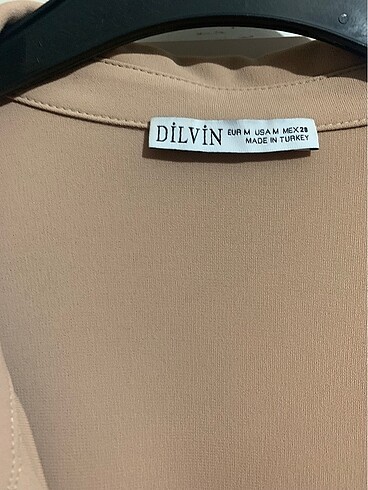 DİLVİN
EUR M USA M MEX 28
MADE IN TURKEY